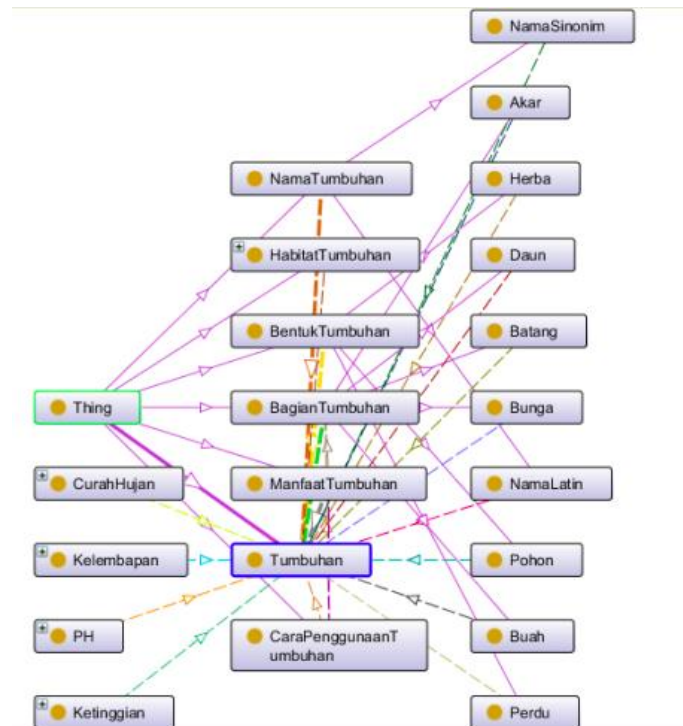 NamaSinonim
Akar
NamaTumbuhan
Herba
HabitatTumbuhan
Daun
BentukTumbuhan
Batang
Thing
BagianTumbuhan
Bunga
CurahHujan
ManfaatTumbuhan
NamaLatin
Kelembapan
Tumbuhan
Pohon
PH
CaraPenggunaanT
umbuhan
Buah
Ketinggian
Perdu